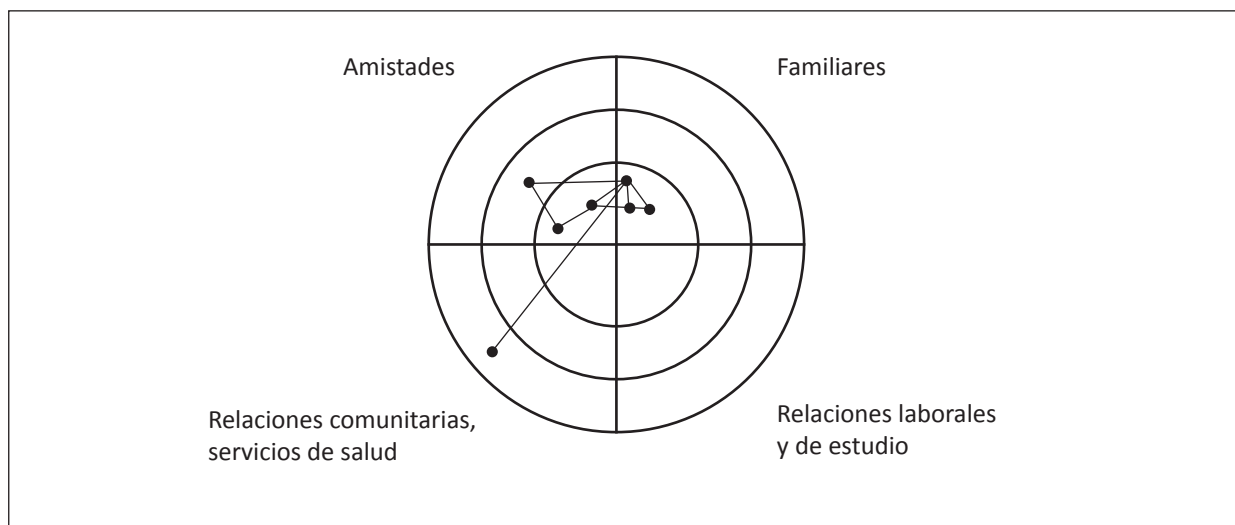 Amistades
Familiares
Relaciones comunitarias,
servicios de salud
Relaciones laborales
y de estudio